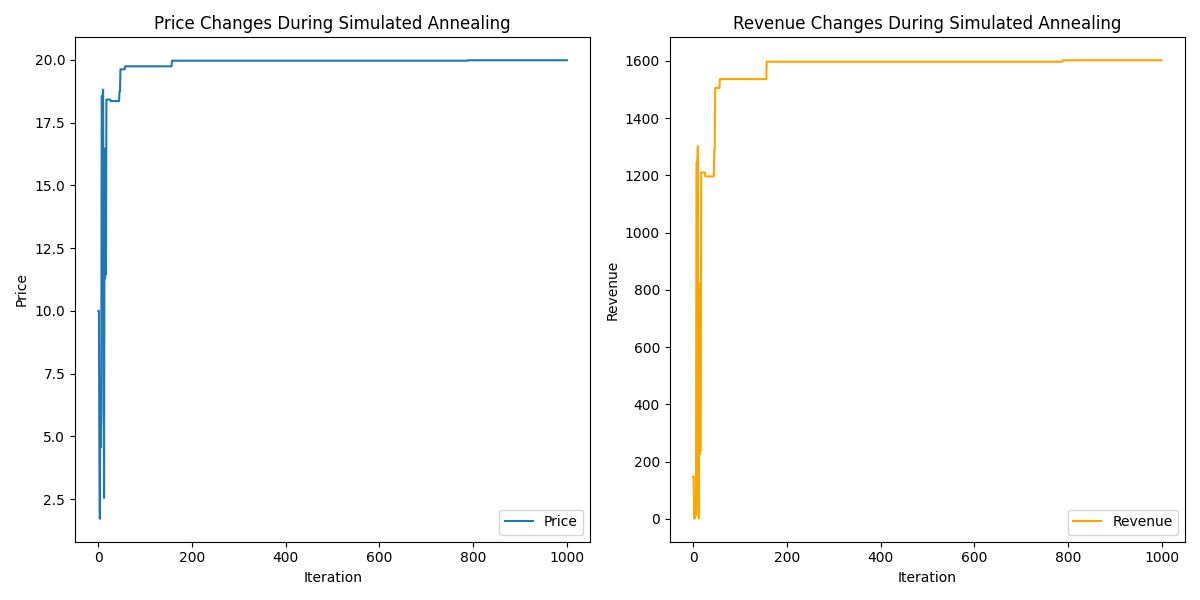 Price Changes During Simulated Annealing
20.0
17.5
15.0
12.5
10.0
7.5
5.0
2.5
Price
0 200 400 600 800 1000
Iteration
Price
Revenue Changes During Simulated Annealing
1600
1400
1200
1000
800
600
400
200
0
Revenue
0 200 400 600 800 1000
Iteration
Revenue